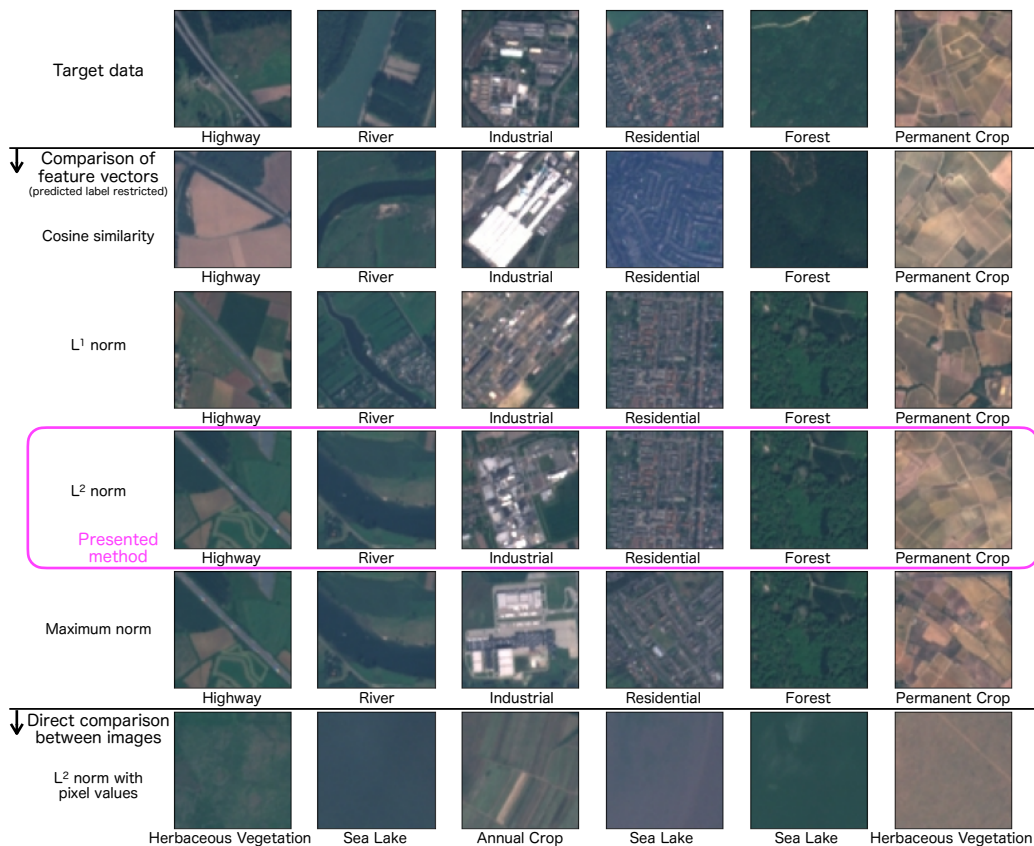 Target data
Highway River Industrial Residential Forest Permanent Crop
Comparison of
feature vectors
(predicted label restricted)
Cosine similarity
Highway River Industrial Residential Forest Permanent Crop
L¹ norm
Highway River Industrial Residential Forest Permanent Crop
L² norm
Presented
method
Highway River Industrial Residential Forest Permanent Crop
Maximum norm
Highway River Industrial Residential Forest Permanent Crop
Direct comparison
between images
L² norm with
pixel values
Herbaceous Vegetation Sea Lake Annual Crop Sea Lake Sea Lake Herbaceous Vegetation